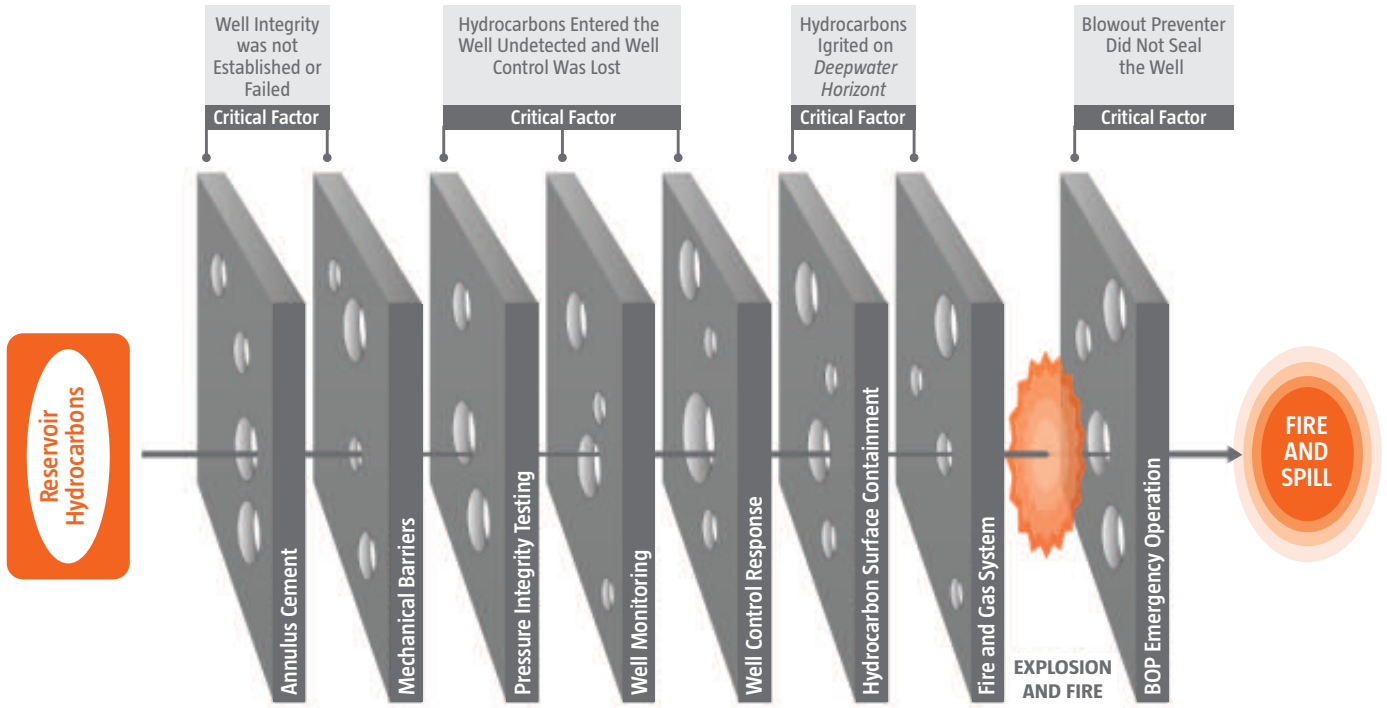 Well Integrity
was not
Established or
Failed
Critical Factor
Hydrocarbons Entered the
Well Undetected and Well
Control Was Lost
Critical Factor
Hydrocarbons
Igrited on
Deepwater
Horizont
Critical Factor
Blowout Preventer
Did Not Seal
the Well
Critical Factor
Reservoir
Hydrocarbons
Annulus Cement
Mechanical Barriers
Pressure Integrity Testing
Well Monitoring
Well Control Response
Hydrocarbon Surface Containment
Fire and Gas System
EXPLOSION
AND FIRE
BOP Emergency Operation
FIRE
AND
SPILL